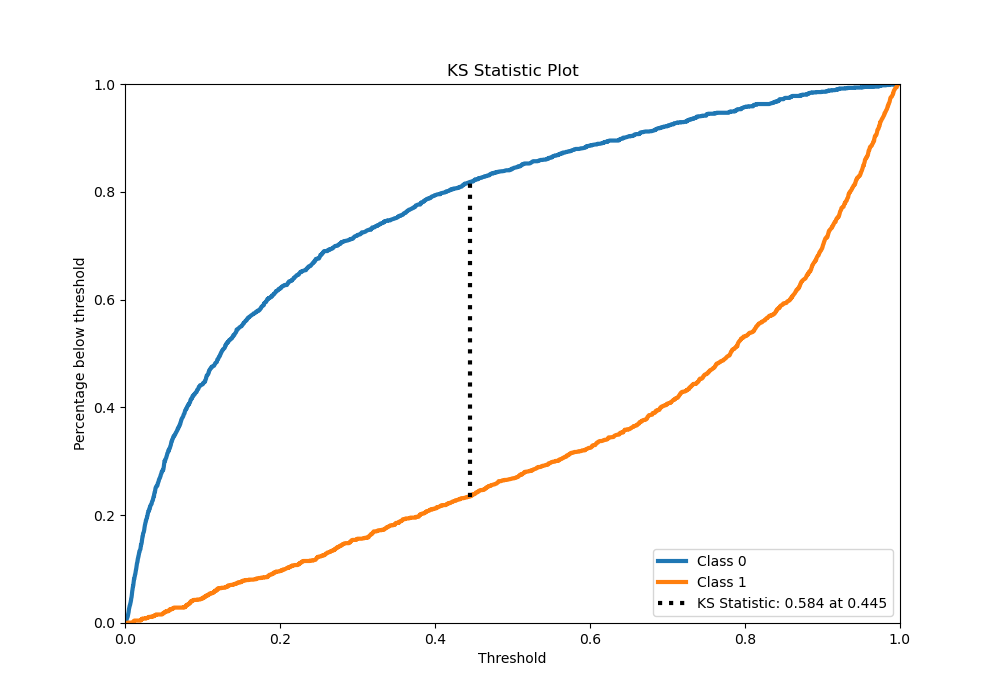 KS Statistic Plot
1.0
0.8
0.6
0.4
0.2
0.0
Percentage below threshold
0.0 0.2 0.4 0.6 0.8 1.0
Threshold
Class 0
Class 1
KS Statistic: 0.584 at 0.445